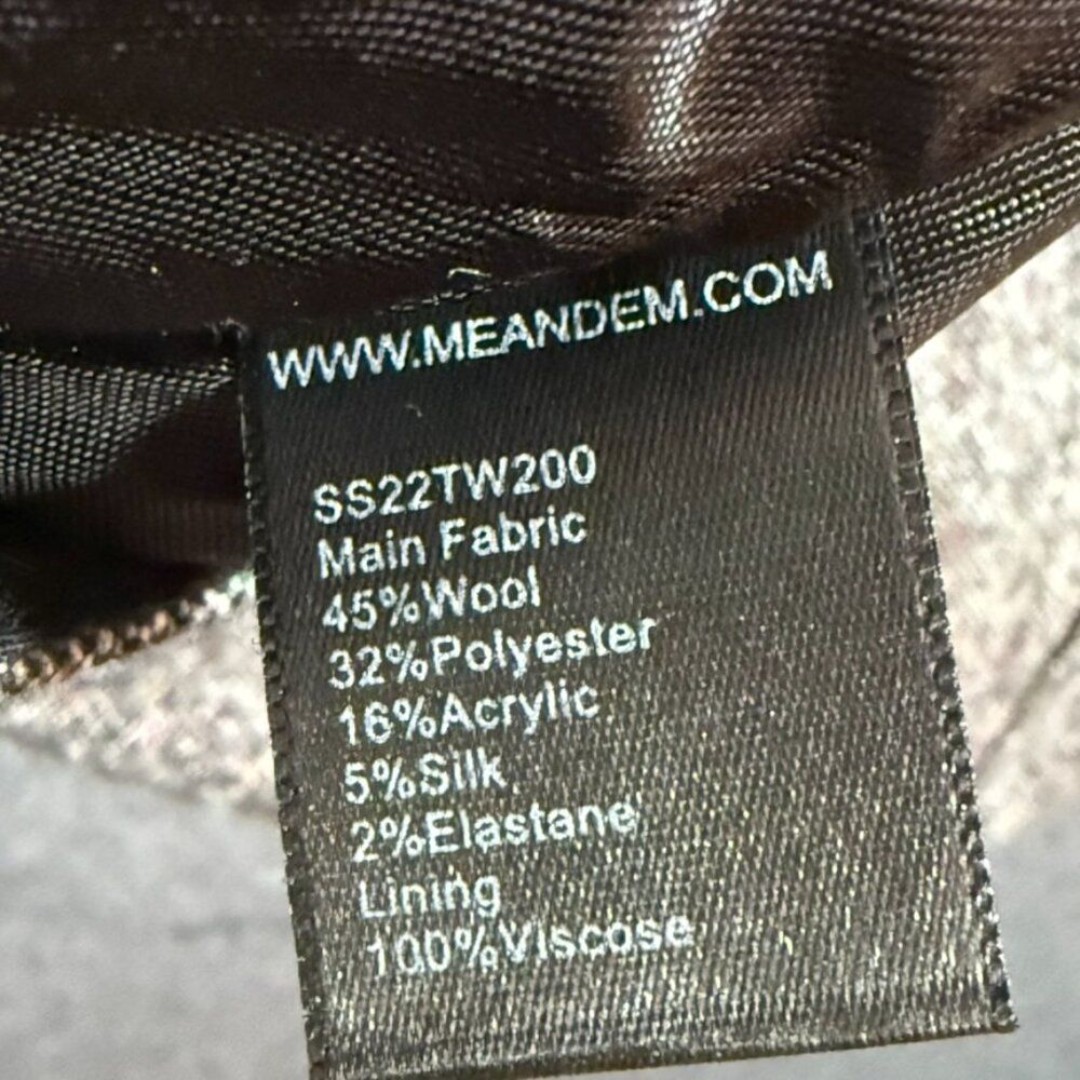 WWW.MEANDEM.COM
SS22TW200
Main Fabric
45%Wool
32%Polyester
16%Acrylic
5%Silk
2%Elastane
Lining
100%Viscose